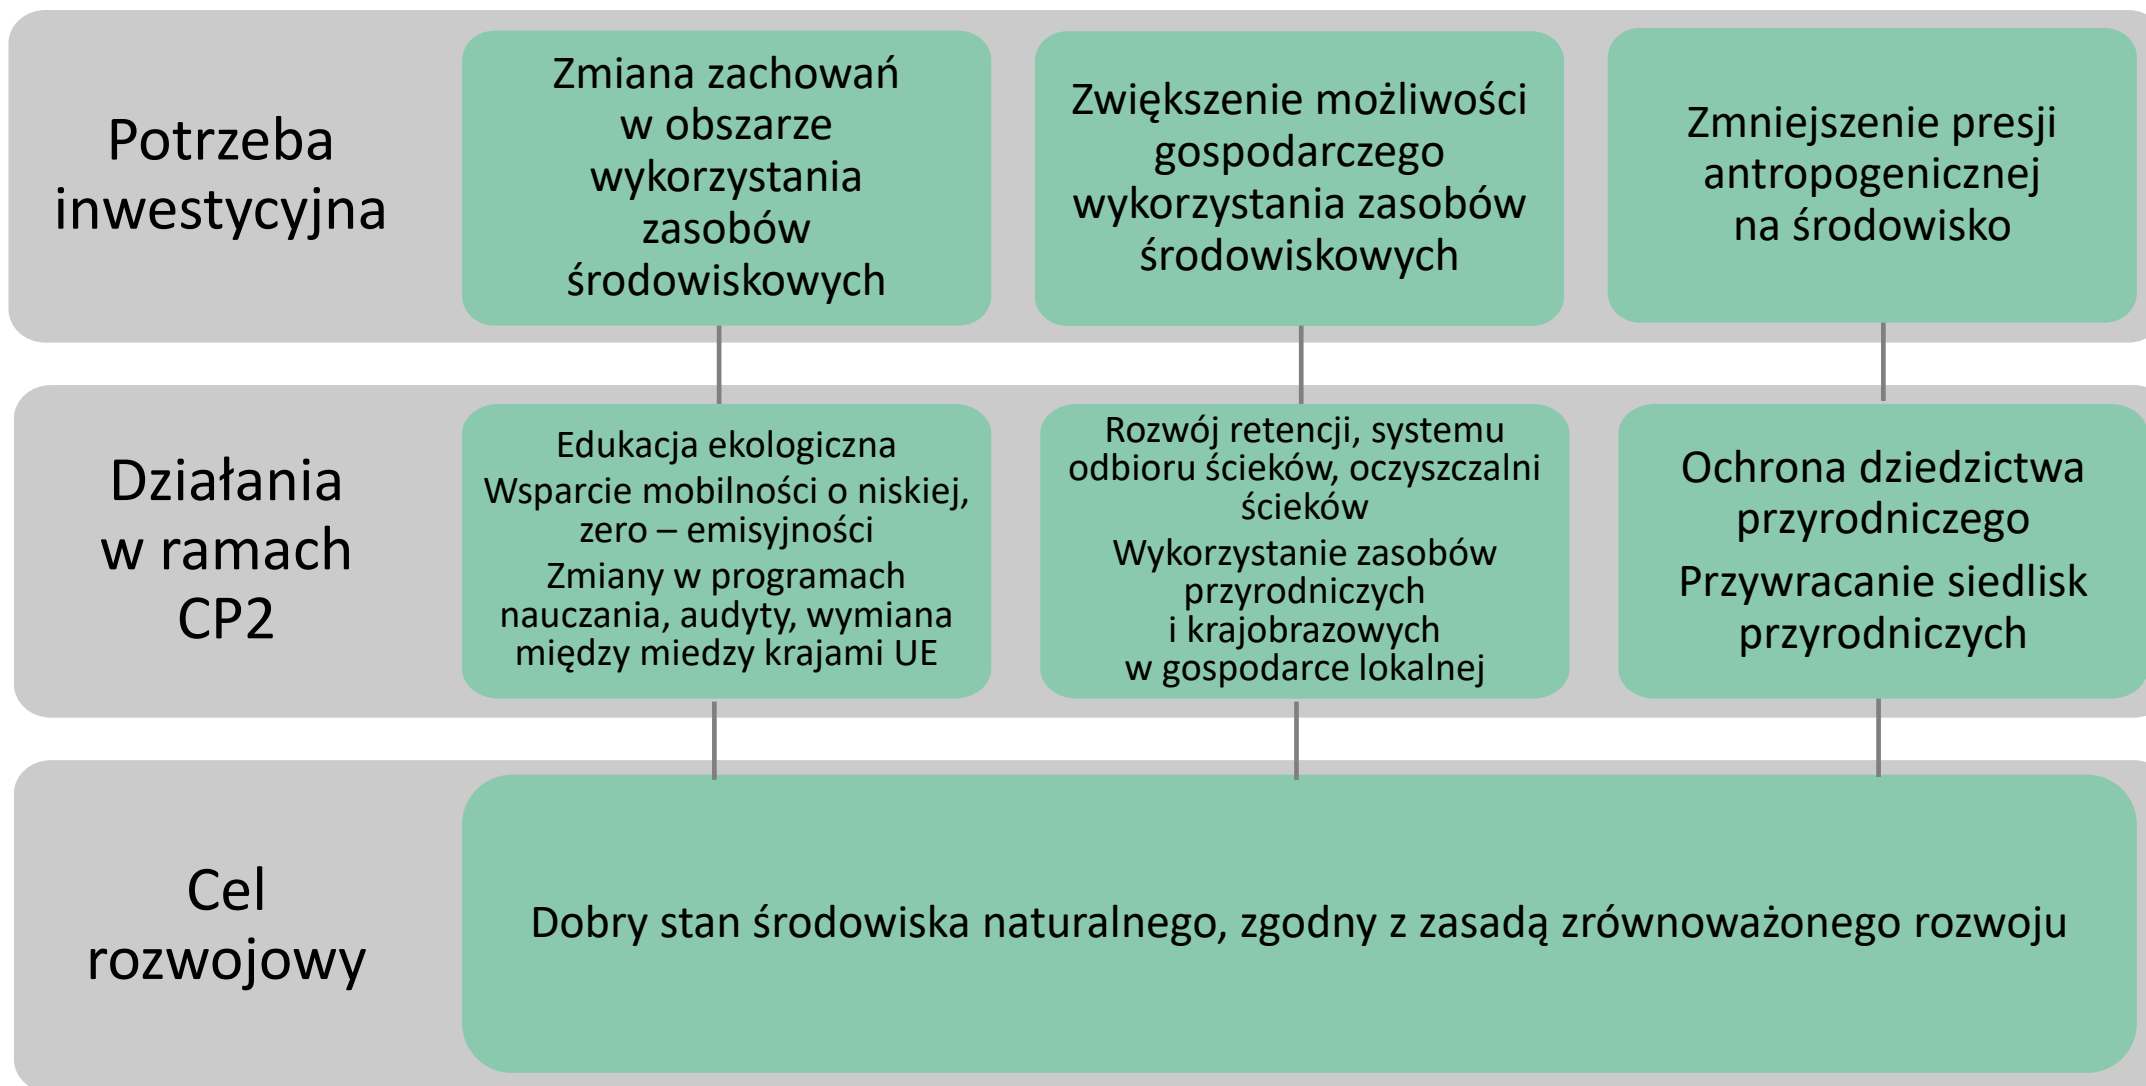 Potrzeba
inwestycyjna
Zmiana zachowań
w obszarze
wykorzystania
zasobów
środowiskowych
Zwiększenie możliwości
gospodarczego
wykorzystania zasobów
środowiskowych
Zmniejszenie presji
antropogenicznej
na środowisko
Działania
w ramach
CP2
Edukacja ekologiczna
Wsparcie mobilności o niskiej,
zero – emisyjności
Zmiany w programach
nauczania, audyty, wymiana
między miedzy krajami UE
Rozwój retencji, systemu
odbioru ścieków, oczyszczalni
ścieków
Wykorzystanie zasobów
przyrodniczych
i krajobrazowych
w gospodarce lokalnej
Ochrona dziedzictwa
przyrodniczego
Przywracanie siedlisk
przyrodniczych
Cel
rozwojowy
Dobry stan środowiska naturalnego, zgodny z zasadą zrównoważonego rozwoju